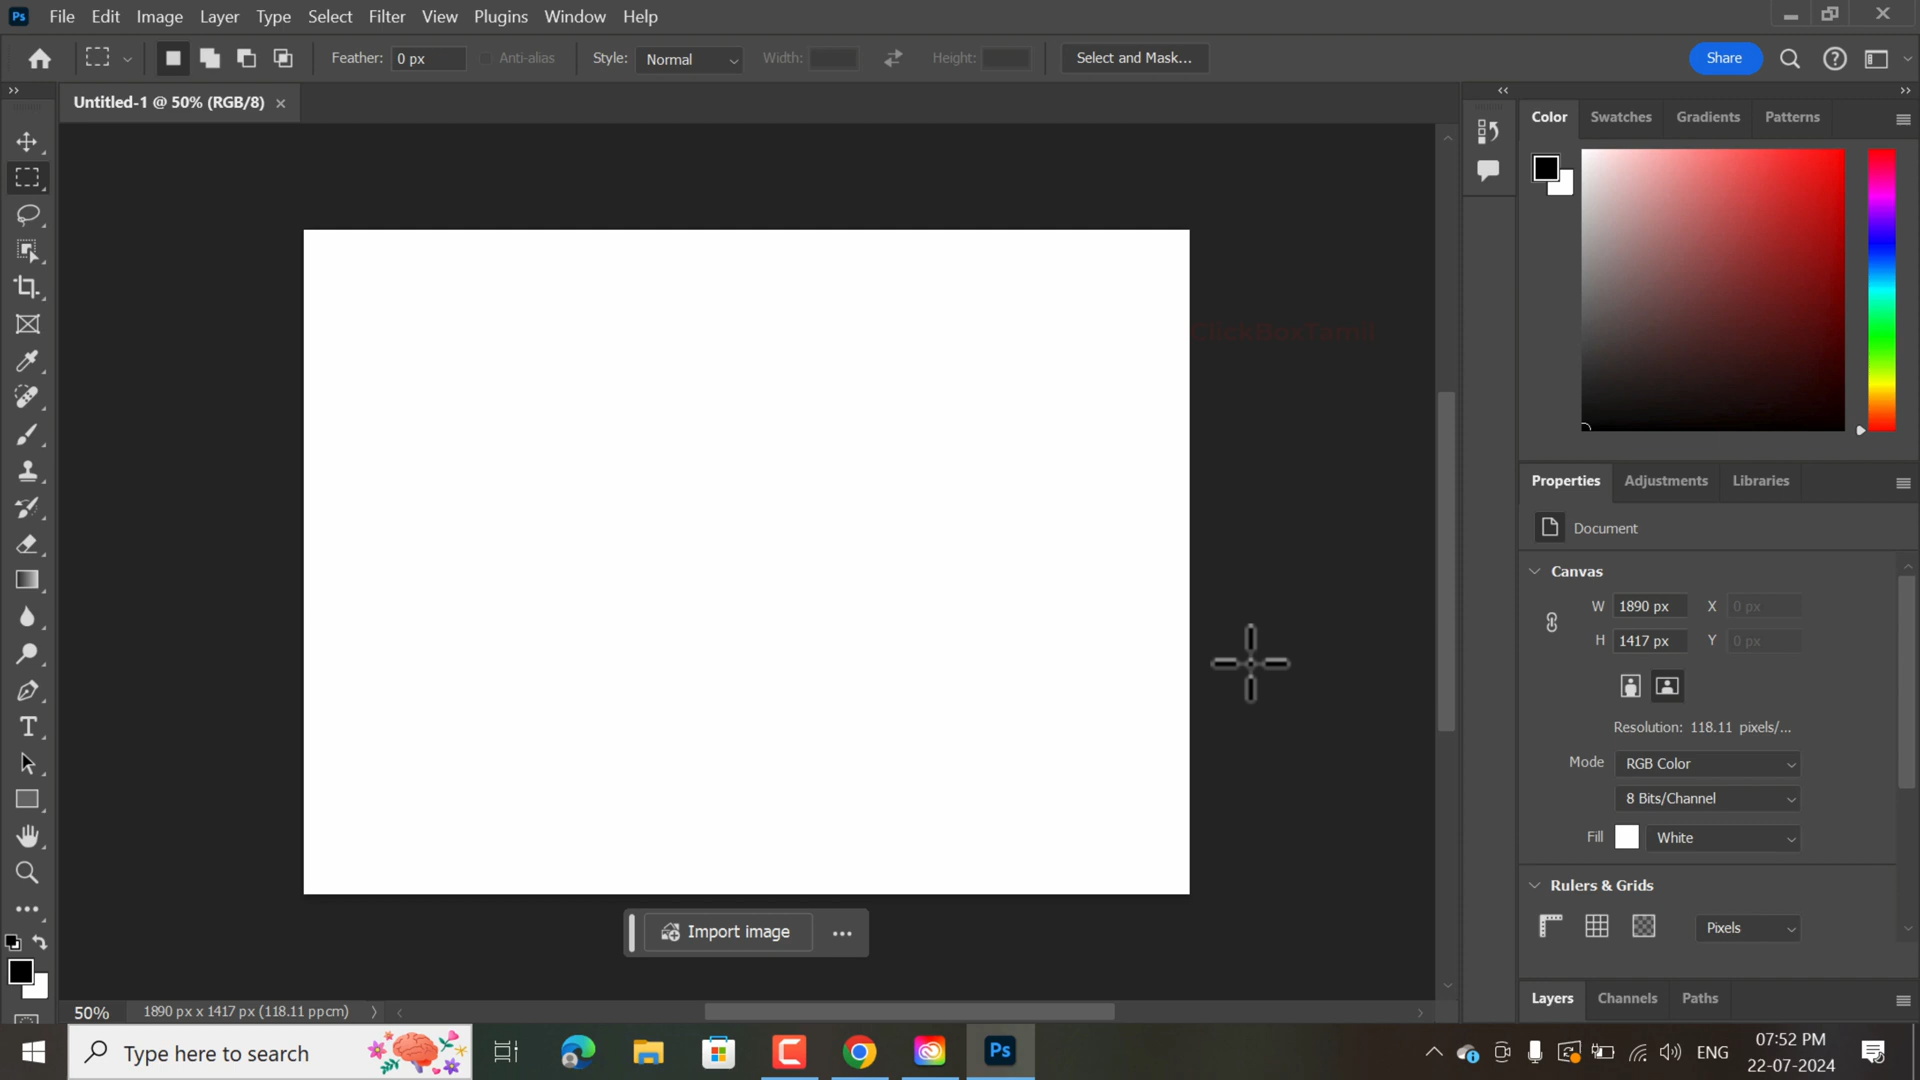 Ps File Edit Image Layer Type Select Filter View Plugins Window Help
Feather: 0 px Anti-alias Style: Normal Width: Height: Select and Mask... Share
Untitled-1 @ 50% (RGB/8)
Color Swatches Gradients Patterns
ClickBoxTamil
Properties Adjustments Libraries
Document
Canvas
W 1890 px X 0 px
H 1417 px Y 0 px
Resolution: 118.11 pixels/...
Mode RGB Color
8 Bits/Channel
Fill White
Rulers & Grids
Pixels
Import image
Layers Channels Paths
50% 1890 px x 1417 px (118.11 ppcm)
Type here to search
Ps
ENG
07:52 PM
22-07-2024